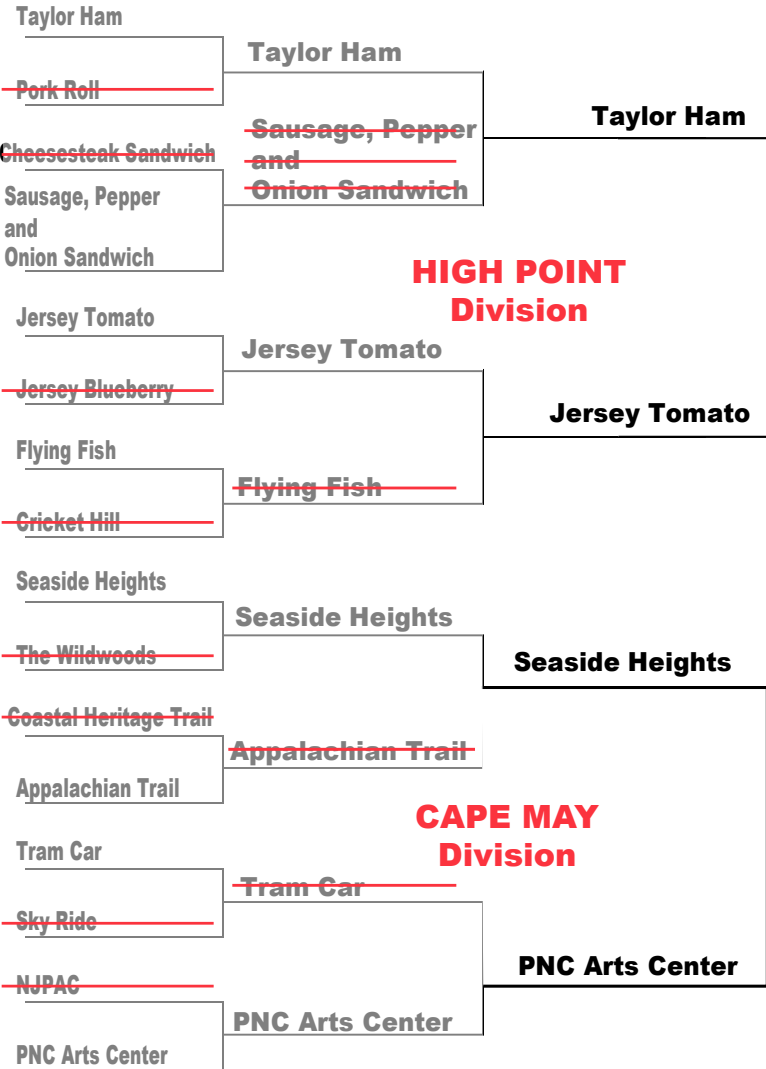 Taylor Ham
Taylor Ham
Pork Roll
Taylor Ham
Sausage, Pepper
and
Onion Sandwich
Cheesesteak Sandwich
Sausage, Pepper
and
Onion Sandwich
HIGH POINT
Division
Jersey Tomato
Jersey Tomato
Jersey Blueberry
Jersey Tomato
Flying Fish
Flying Fish
Cricket Hill
Seaside Heights
Seaside Heights
The Wildwoods
Seaside Heights
Coastal Heritage Trail
Appalachian Trail
Appalachian Trail
CAPE MAY
Division
Tram Car
Tram Car
Sky Ride
PNC Arts Center
NJPAC
PNC Arts Center
PNC Arts Center